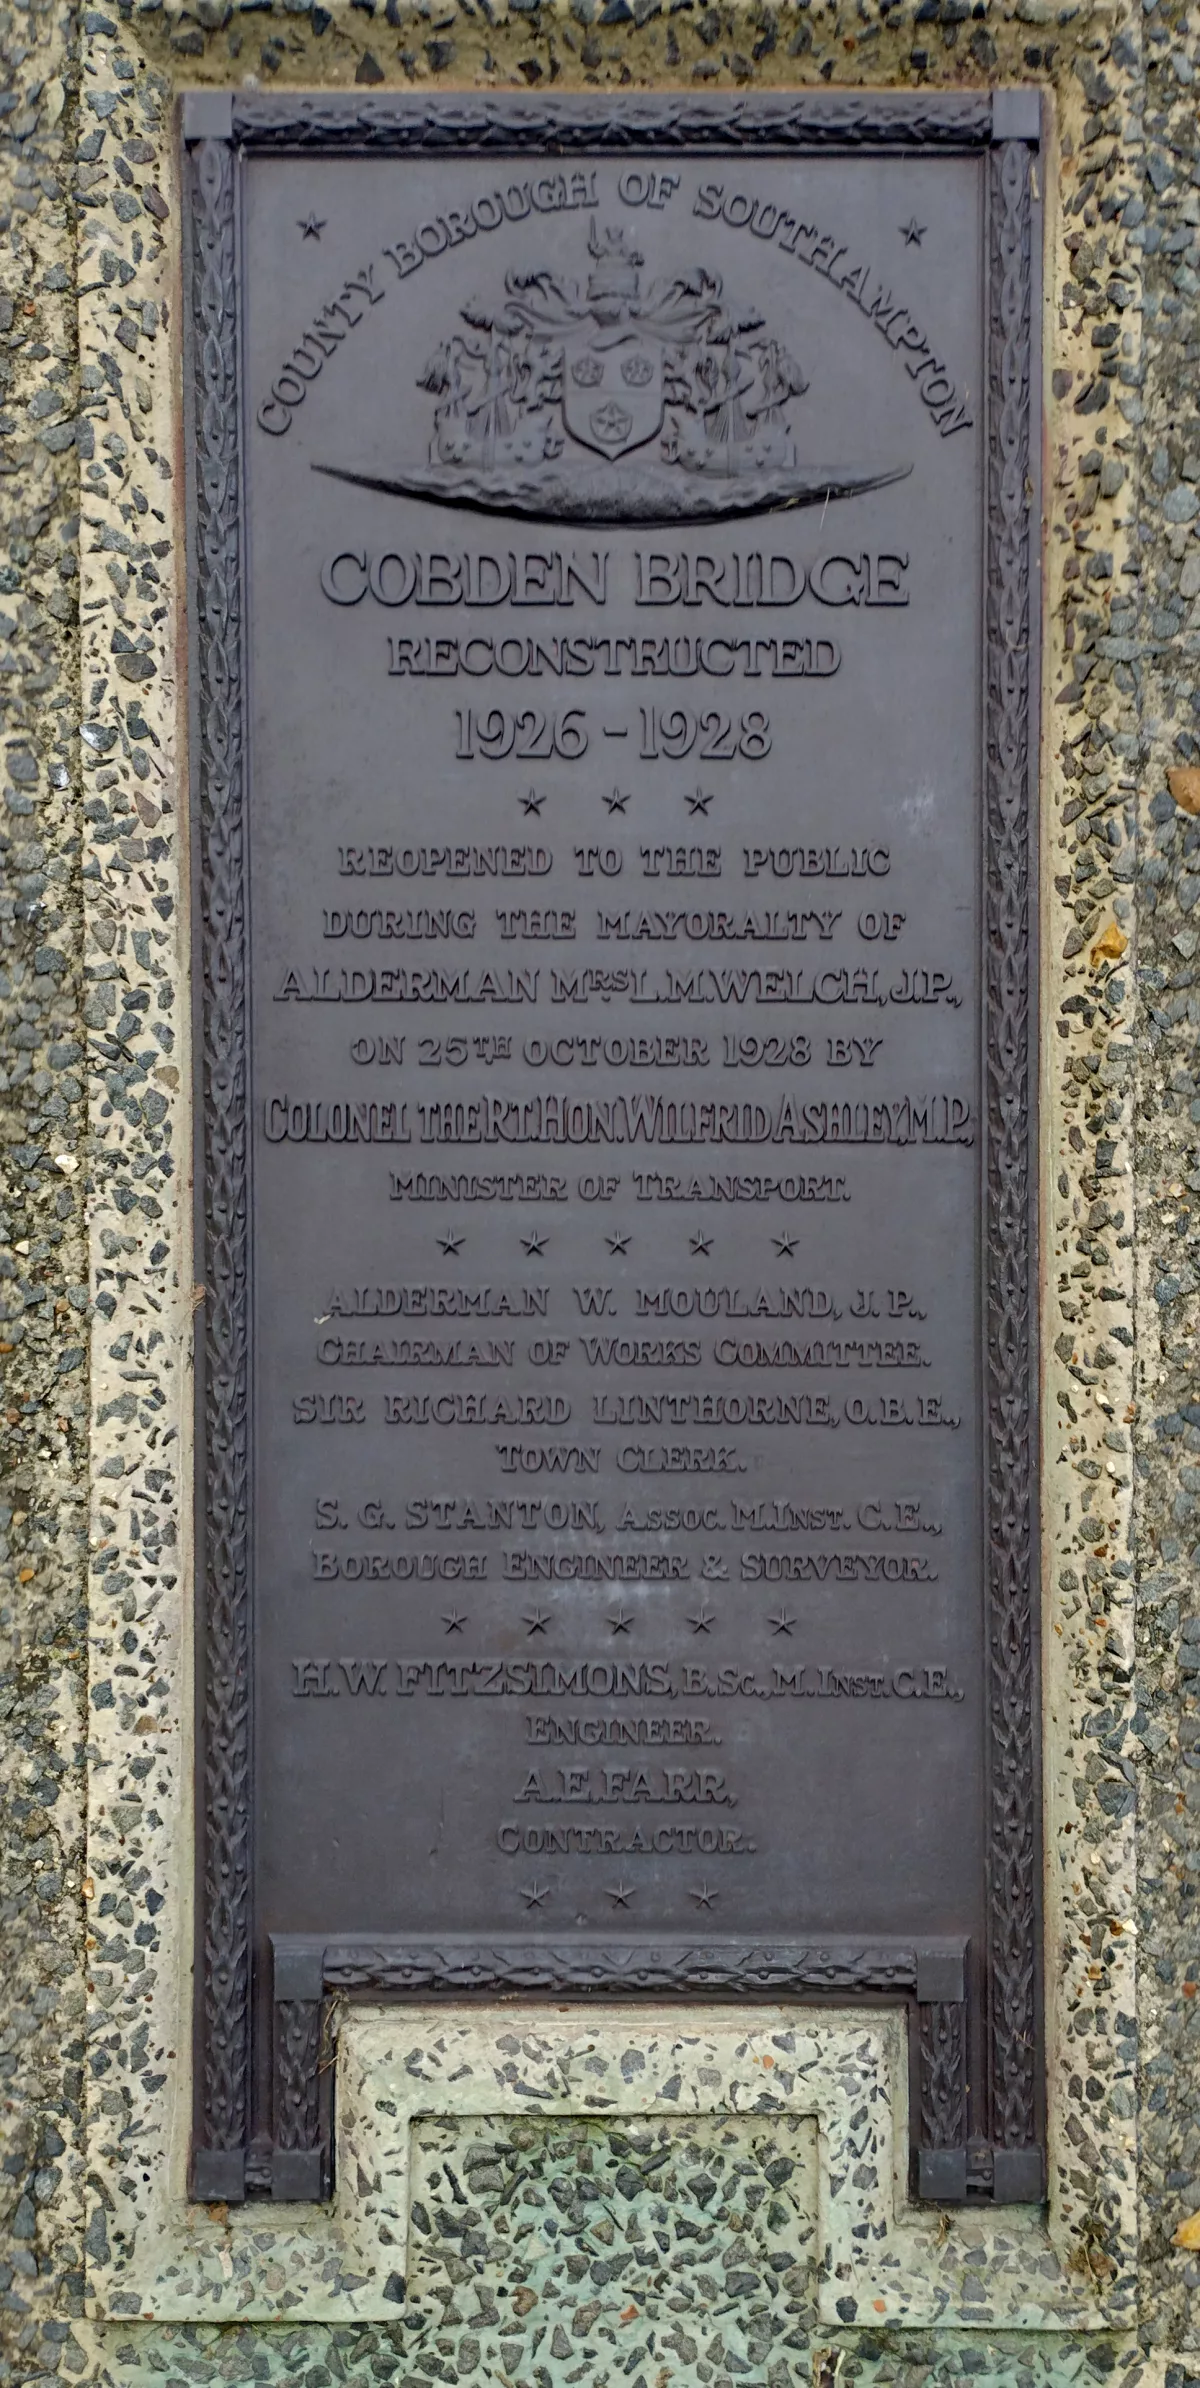 COUNTY BOROUGH OF SOUTHAMPTON
COBDEN BRIDGE
RECONSTRUCTED
1926-1928
REOPENED TO THE PUBLIC
DURING THE MAYORALTY OF
ALDERMAN MRS L.M.WELCH, J.P.,
ON 25TH OCTOBER 1928 BY
COLONEL THE RT.HON.WILFRID ASHLEY, M.P.,
MINISTER OF TRANSPORT.
ALDERMAN W. MOULAND, J.P.,
CHAIRMAN OF WORKS COMMITTEE.
SIR RICHARD LINTHORNE, O.B.E.,
TOWN CLERK.
S. G. STANTON, ASSOC. M.INST. C.E.,
BOROUGH ENGINEER & SURVEYOR.
H.W. FITZSIMONS, B.Sc., M.INST.C.E.,
ENGINEER.
A.E.FARR,
CONTRACTOR.